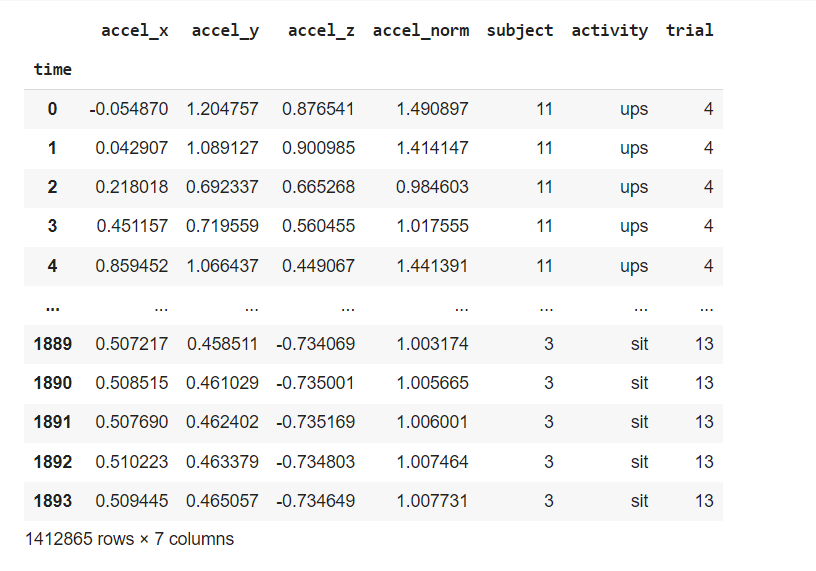 accel_x accel_y accel_z accel_norm subject activity trial
time
0 -0.054870 1.204757 0.876541 1.490897 11 ups 4
1 0.042907 1.089127 0.900985 1.414147 11 ups 4
2 0.218018 0.692337 0.665268 0.984603 11 ups 4
3 0.451157 0.719559 0.560455 1.017555 11 ups 4
4 0.859452 1.066437 0.449067 1.441391 11 ups 4
... ... ... ... ... ... ... ...
1889 0.507217 0.458511 -0.734069 1.003174 3 sit 13
1890 0.508515 0.461029 -0.735001 1.005665 3 sit 13
1891 0.507690 0.462402 -0.735169 1.006001 3 sit 13
1892 0.510223 0.463379 -0.734803 1.007464 3 sit 13
1893 0.509445 0.465057 -0.734649 1.007731 3 sit 13
1412865 rows × 7 columns